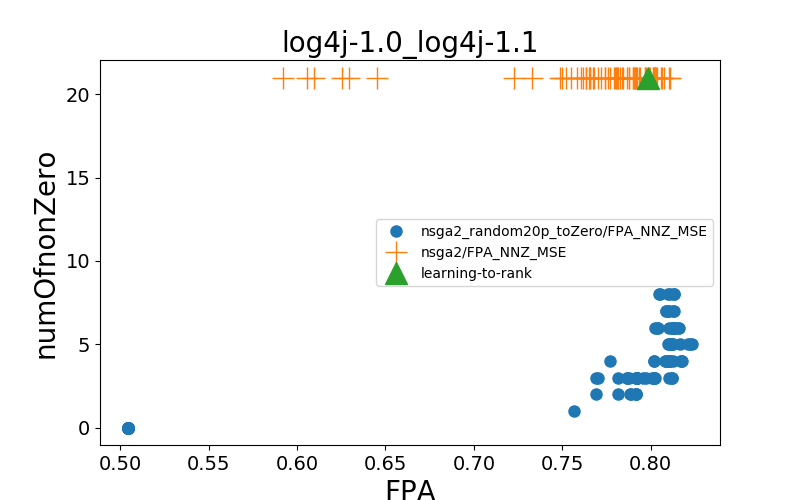 log4j-1.0_log4j-1.1
numOfnonZero
20
15
10
5
0
nsga2_random20p_toZero/FPA_NNZ_MSE
nsga2/FPA_NNZ_MSE
learning-to-rank
0.50 0.55 0.60 0.65 0.70 0.75 0.80
FPA